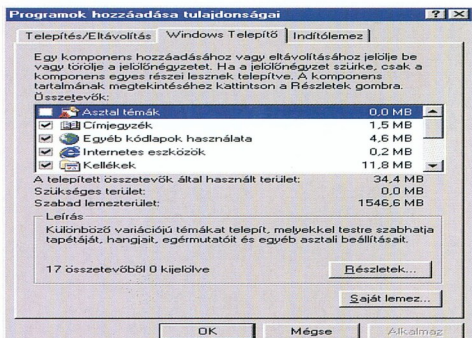 Programok hozzáadása tulajdonságai
Telepítés/Eltávolítás Windows Telepítő Indítólemez
Egy komponens hozzáadásához vagy eltávolításához jelölje be
vagy törölje a jelölőnégyzetet. Ha a jelölőnégyzet szürke, csak a
komponens egyes részei lesznek telepítve. A komponens
tartalmának megtekintéséhez kattintson a Részletek gombra.
Összetevők:
Asztal témák 0,0 MB
Címjegyzék 1,5 MB
Egyéb kódlapok használata 4,6 MB
Internetes eszközök 0,2 MB
Kellékek 11,8 MB
A telepített összetevők által használt terület: 34,4 MB
Szükséges terület: 0,0 MB
Szabad lemezterület: 1546,6 MB
Leírás
Különböző variációjú témákat telepít, melyekkel testre szabhatja
tapétáját, hangjait, egérmutatóit és egyéb asztali beállításait.
17 összetevőből 0 kijelölve Részletek...
Saját lemez...
OK Mégse Alkalmaz